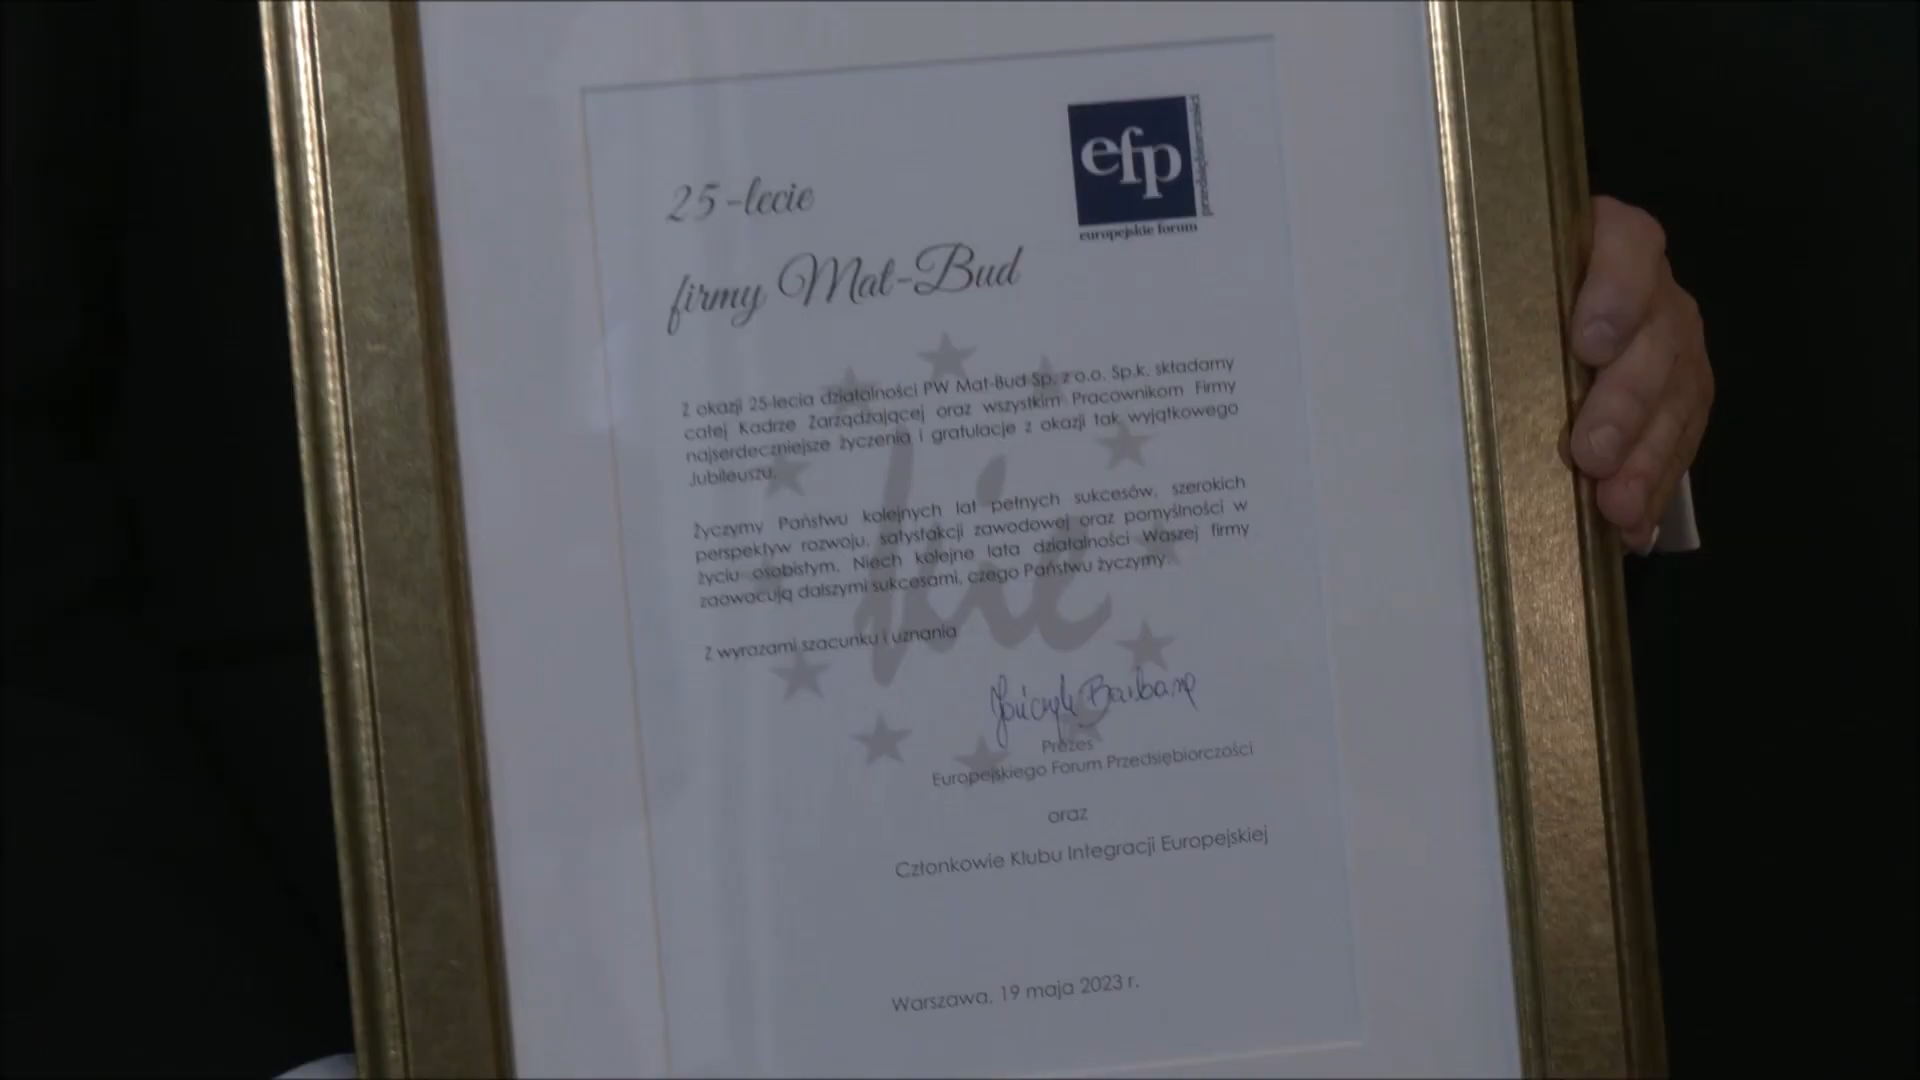 25-lecie
firmy Mat-Bud
efp
przedsiębiorczości
europejskie forum
Z okazji 25-lecia działalności PW Mat-Bud Sp. z o.o. Sp.k. składamy
całej Kadrze Zarządzającej oraz wszystkim Pracownikom Firmy
najserdeczniejsze życzenia i gratulacje z okazji tak wyjątkowego
Jubileuszu.
Życzymy Państwu kolejnych lat pełnych sukcesów, szerokich
perspektyw rozwoju, satysfakcji zawodowej oraz pomyślności w
życiu osobistym. Niech kolejne lata działalności Waszej firmy
zaowocują dalszymi sukcesami, czego Państwu życzymy.
Z wyrazami szacunku i uznania
Prezes
Europejskiego Forum Przedsiębiorczości
oraz
Członkowie Klubu Integracji Europejskiej
Warszawa, 19 maja 2023 r.